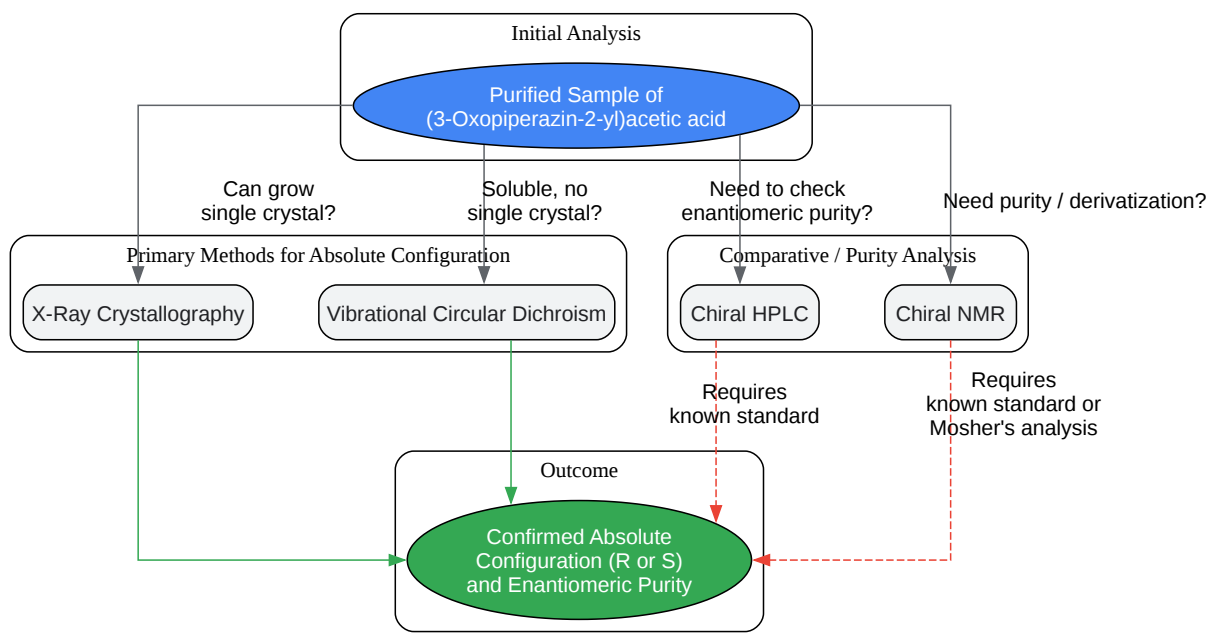 Initial Analysis
Purified Sample of
(3-Oxopiperazin-2-yl)acetic acid
Can grow
single crystal?
Soluble, no
single crystal?
Need to check
enantiomeric purity?
Need purity / derivatization?
Primary Methods for Absolute Configuration
Comparative / Purity Analysis
X-Ray Crystallography
Vibrational Circular Dichroism
Chiral HPLC
Chiral NMR
Requires
known standard
Requires
known standard or
Mosher's analysis
Outcome
Confirmed Absolute
Configuration (R or S)
and Enantiomeric Purity